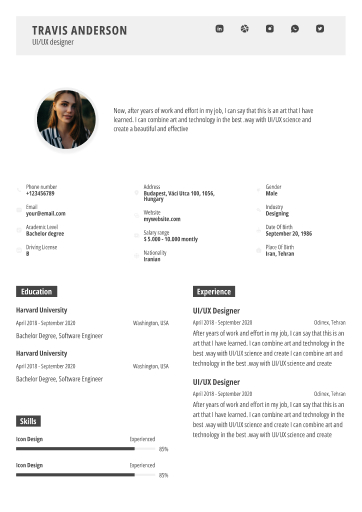 TRAVIS ANDERSON
UI/UX designer
Now, after years of work and effort in my job, I can say that this is an art that I have
learned. I can combine art and technology in the best .way with UI/UX science and
create a beautiful and effective
Phone number
+123456789
Email
your@email.com
Academic Level
Bachelor degree
Driving License
B
Address
Budapest, Váci Utca 100, 1056,
Hungary
Website
mywebsite.com
Salary range
$ 5.000 - 10.000 montly
Nationality
Iranian
Gender
Male
Industry
Designing
Date Of Birth
September 20, 1986
Place Of Birth
Iran, Tehran
Education
Harvard University
April 2018 - September 2020 Washington, USA
Bachelor Degree, Software Engineer
Harvard University
April 2018 - September 2020 Washington, USA
Bachelor Degree, Software Engineer
Skills
Icon Design Experienced
85%
Icon Design Experienced
85%
Experience
UI/UX Designer
April 2018 - September 2020 Odinex, Tehran
After years of work and effort in my job, I can say that this is an
art that I have learned. I can combine art and technology in the
best .way with UI/UX science and create I can combine art and
technology in the best .way with UI/UX science and create
UI/UX Designer
April 2018 - September 2020 Odinex, Tehran
After years of work and effort in my job, I can say that this is an
art that I have learned. I can combine art and technology in the
best .way with UI/UX science and create I can combine art and
technology in the best .way with UI/UX science and create